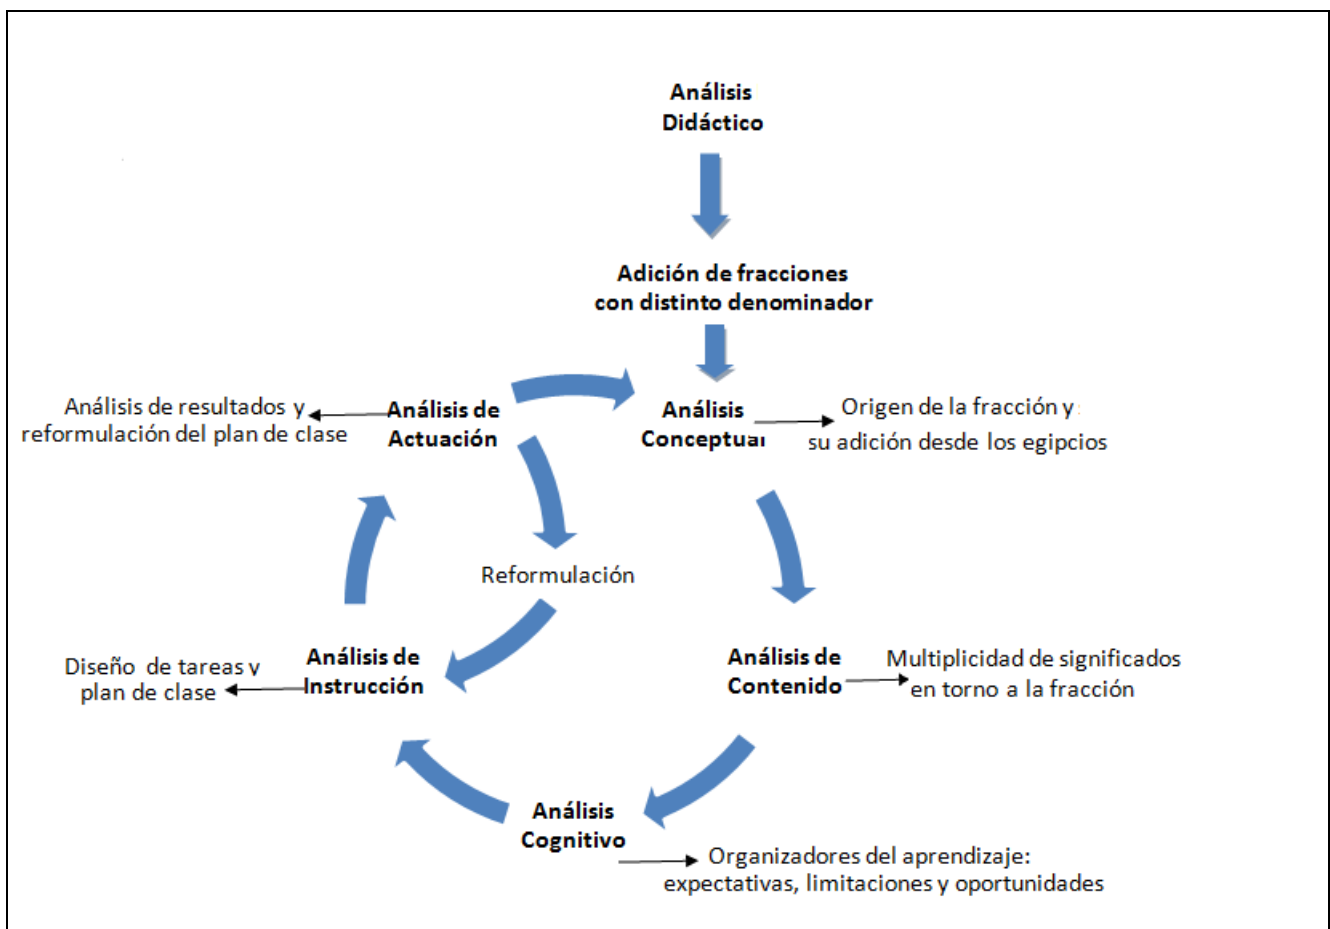 Análisis
Didáctico
Adición de fracciones
con distinto denominador
Análisis de resultados y
reformulación del plan de clase
Análisis de
Actuación
Análisis
Conceptual
Origen de la fracción y
su adición desde los egipcios
Reformulación
Diseño de tareas y
plan de clase
Análisis de
Instrucción
Análisis de
Contenido
Multiplicidad de significados
en torno a la fracción
Análisis
Cognitivo
Organizadores del aprendizaje:
expectativas, limitaciones y oportunidades